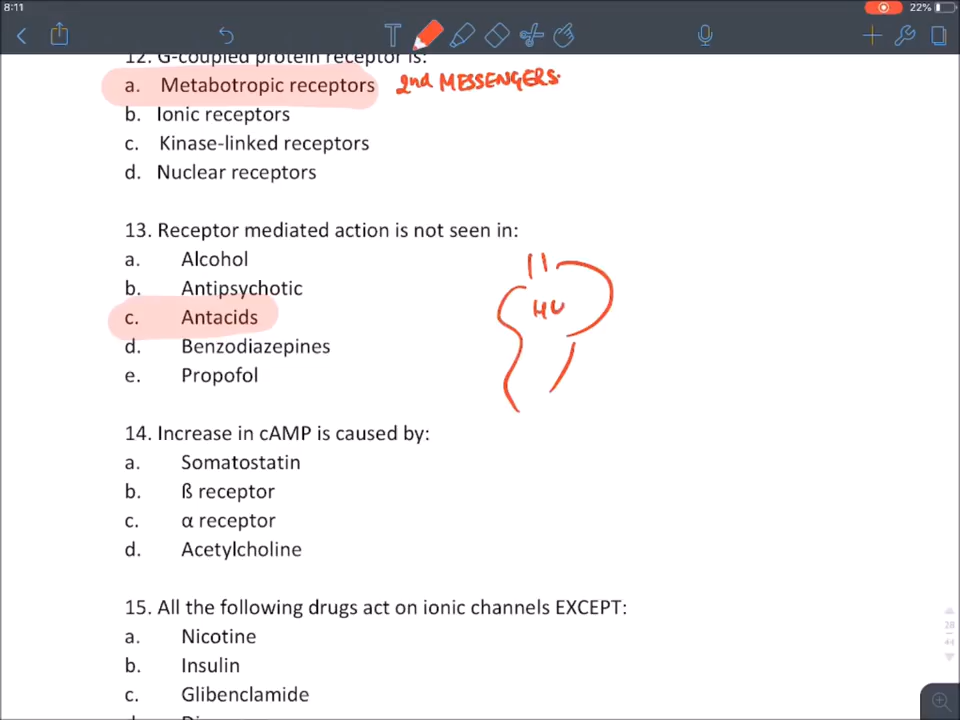 8:11
22%
T
12. G-coupled protein receptor is:
a. Metabotropic receptors 2nd MESSENGERS
b. Ionic receptors
c. Kinase-linked receptors
d. Nuclear receptors
13. Receptor mediated action is not seen in:
a. Alcohol
b. Antipsychotic
c. Antacids
d. Benzodiazepines
e. Propofol
14. Increase in cAMP is caused by:
a. Somatostatin
b. ß receptor
c. α receptor
d. Acetylcholine
15. All the following drugs act on ionic channels EXCEPT:
a. Nicotine
b. Insulin
c. Glibenclamide
28
44